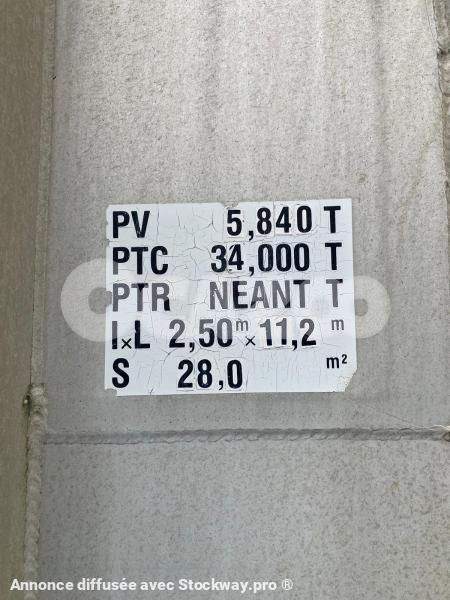 PV 5,840 T
PTC 34,000 T
PTR NEANT T
l×L 2,50 m × 11,2 m
S 28,0 m²
Annonce diffusée avec Stockway.pro ®